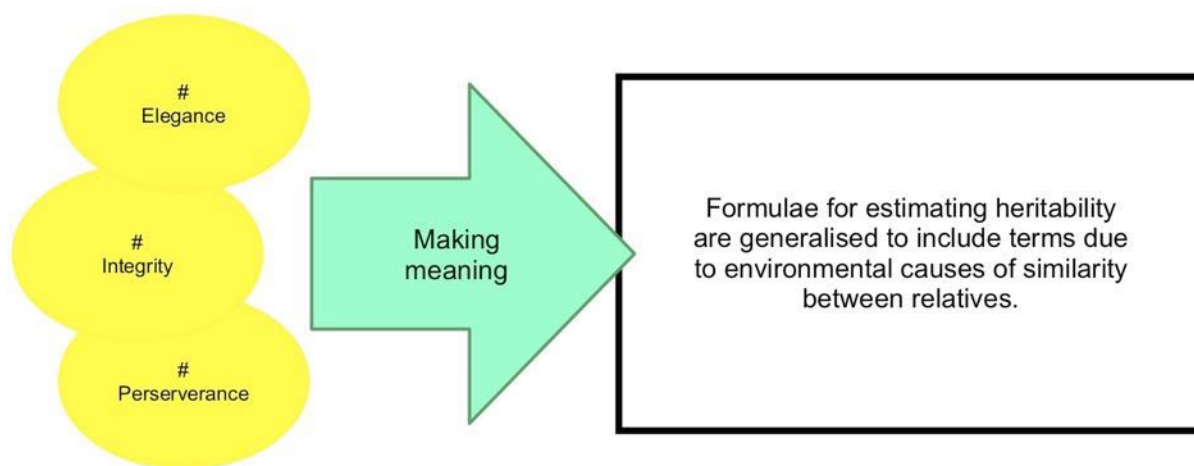 #
Elegance
#
Integrity
#
Perserverance
Making
meaning
Formulae for estimating heritability
are generalised to include terms due
to environmental causes of similarity
between relatives.